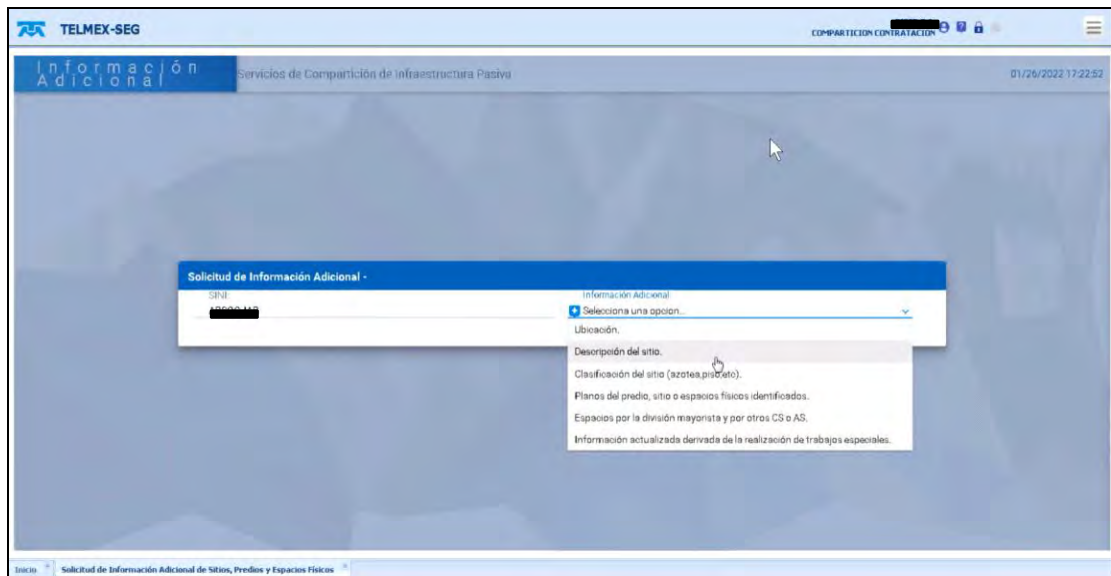 TELMEX-SEG
COMPARTICION CONTRATACION
Información
Adicional
Servicios de Compartición de Infraestructura Pasiva
01/26/2022 17:22:52
Solicitud de Información Adicional -
SINE
Información Adicional
Selecciona una opcion...
Ubicación.
Descripción del sitio.
Clasificación del sitio (azotea,piso,etc).
Planos del predio, sitio o espacios físicos identificados.
Espacios por la división mayorista y por otros CS o AS.
Información actualizada derivada de la realización de trabajos especiales.
Inicio
Solicitud de Información Adicional de Sitios, Predios y Espacios Físicos